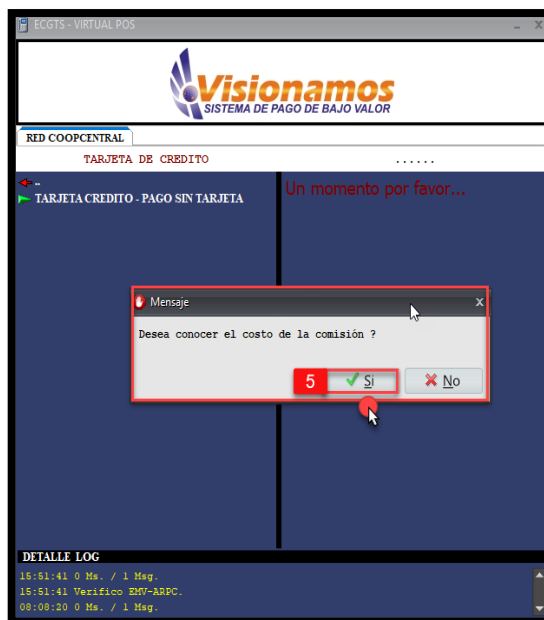 ECGTS - VIRTUAL POS
Visionamos
SISTEMA DE PAGO DE BAJO VALOR
RED COOPCENTRAL
TARJETA DE CREDITO
......
..
TARJETA CREDITO - PAGO SIN TARJETA
Un momento por favor...
Mensaje
Desea conocer el costo de la comisión ?
5
Si
No
DETALLE LOG
15:51:41 0 Ms. / 1 Msg.
15:51:41 Verifico EMV-ARPC.
08:08:20 0 Ms. / 1 Msg.